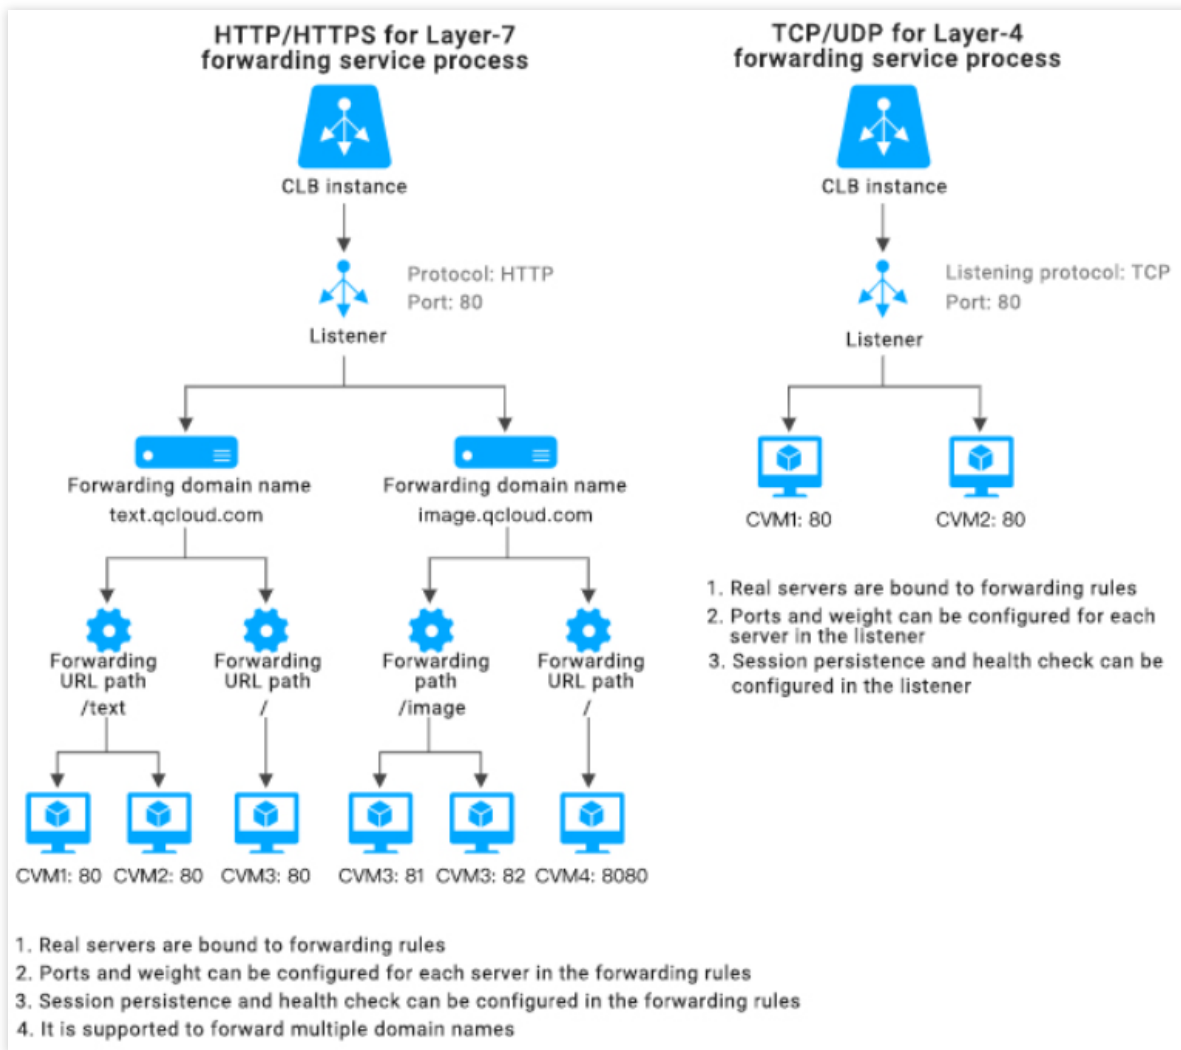 HTTP/HTTPS for Layer-7
forwarding service process
CLB instance
Protocol: HTTP
Port: 80
Listener
Forwarding domain name
text.qcloud.com
Forwarding domain name
image.qcloud.com
Forwarding
URL path
/text
Forwarding
URL path
/
Forwarding
path
/image
Forwarding
URL path
/
CVM1: 80
CVM2: 80
CVM3: 80
CVM3: 81
CVM3: 82
CVM4: 8080
1. Real servers are bound to forwarding rules
2. Ports and weight can be configured for each server in the forwarding rules
3. Session persistence and health check can be configured in the forwarding rules
4. It is supported to forward multiple domain names
TCP/UDP for Layer-4
forwarding service process
CLB instance
Listening protocol: TCP
Port: 80
Listener
CVM1: 80
CVM2: 80
1. Real servers are bound to forwarding rules
2. Ports and weight can be configured for each
server in the listener
3. Session persistence and health check can be
configured in the listener